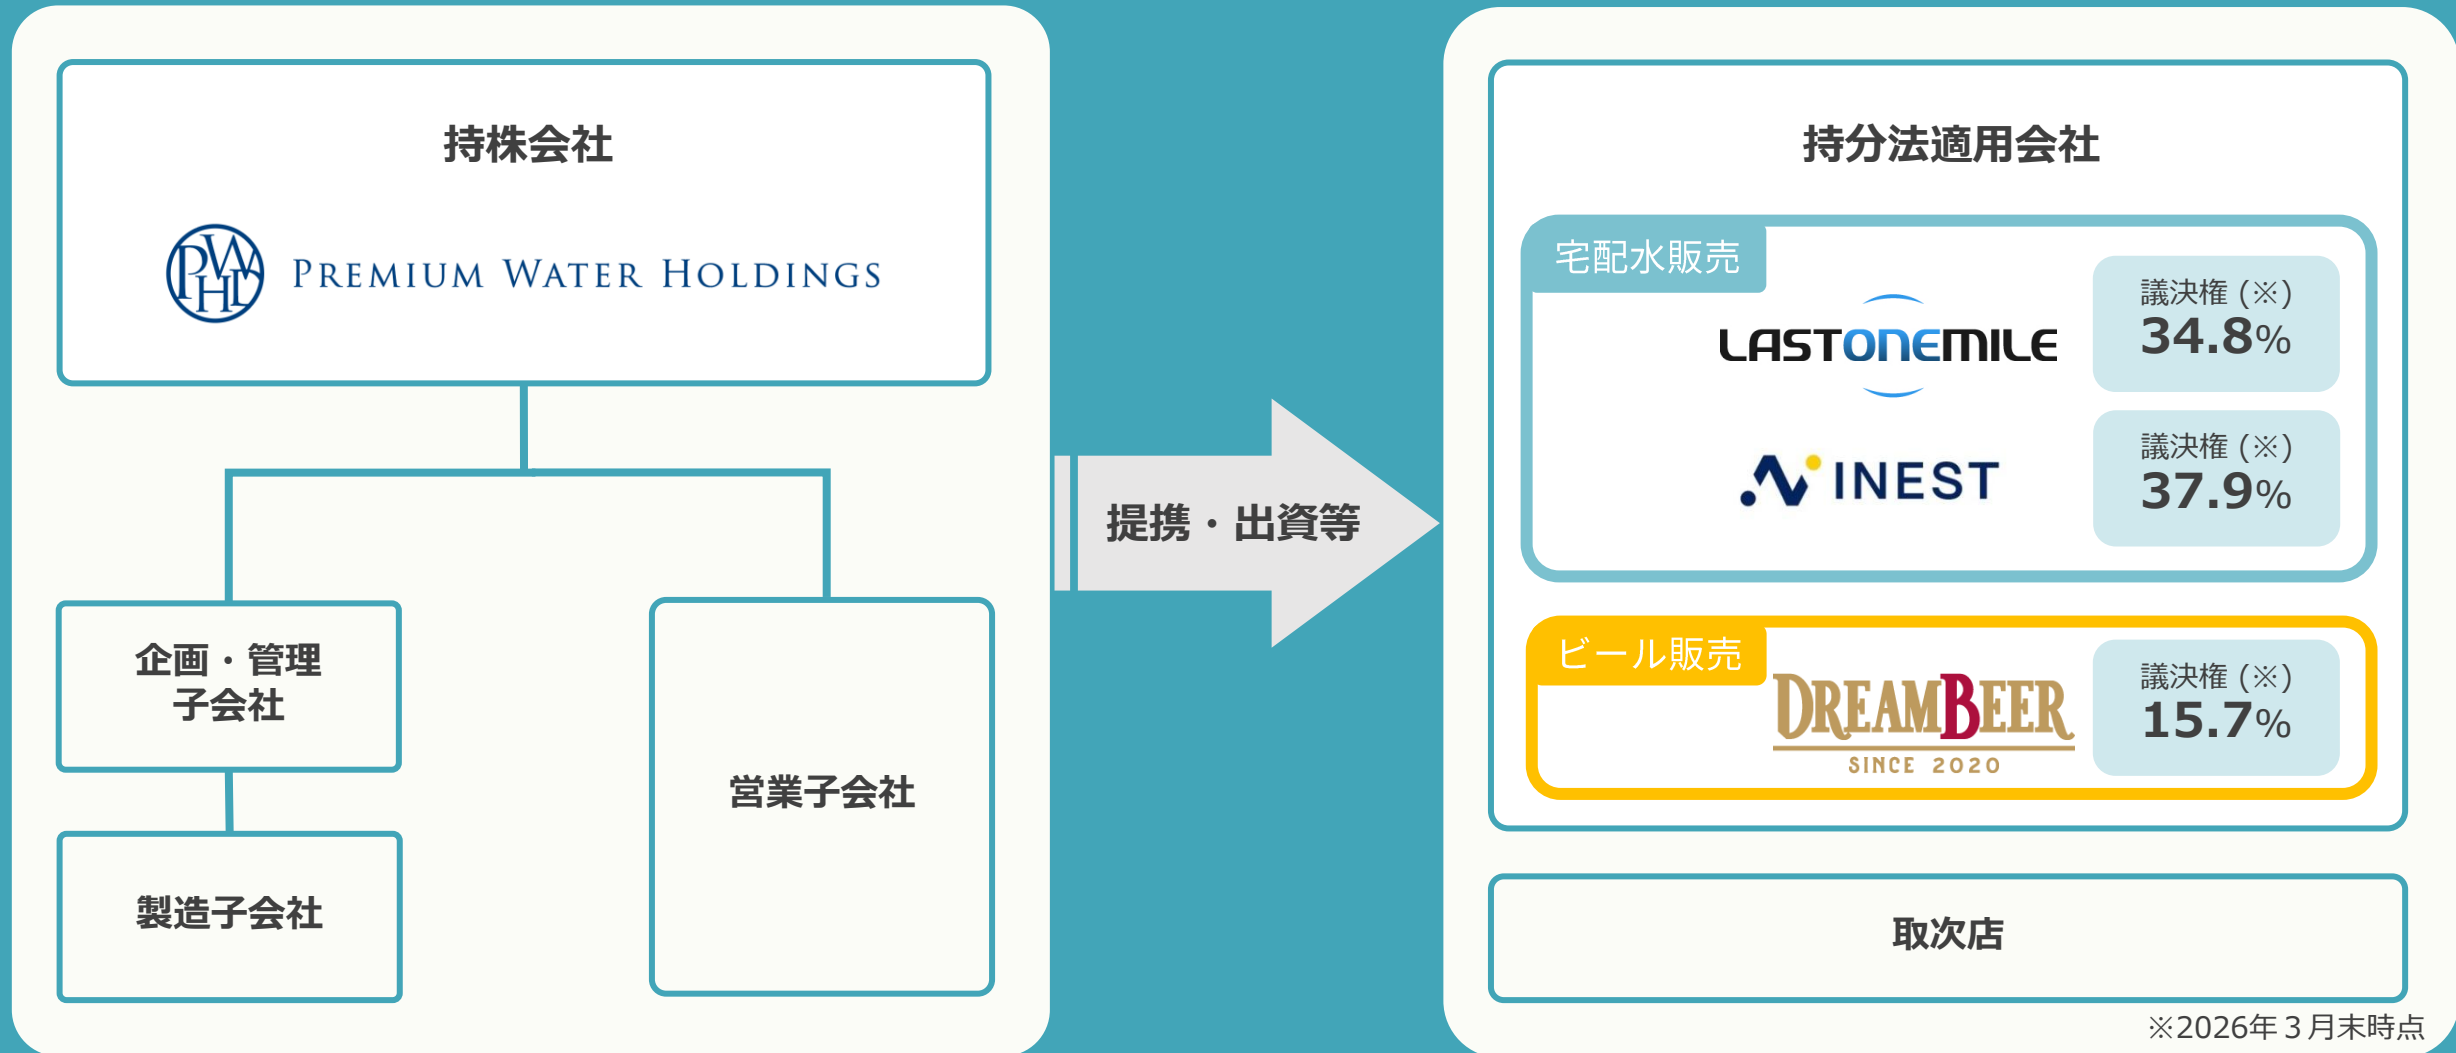 持株会社
PWHD
PREMIUM WATER HOLDINGS
企画・管理
子会社
製造子会社
営業子会社
提携・出資等
持分法適用会社
宅配水販売
LASTONEMILE
議決権 (※)
34.8%
INEST
議決権 (※)
37.9%
ビール販売
DREAMBEER
SINCE 2020
議決権 (※)
15.7%
取次店
※2026年３月末時点